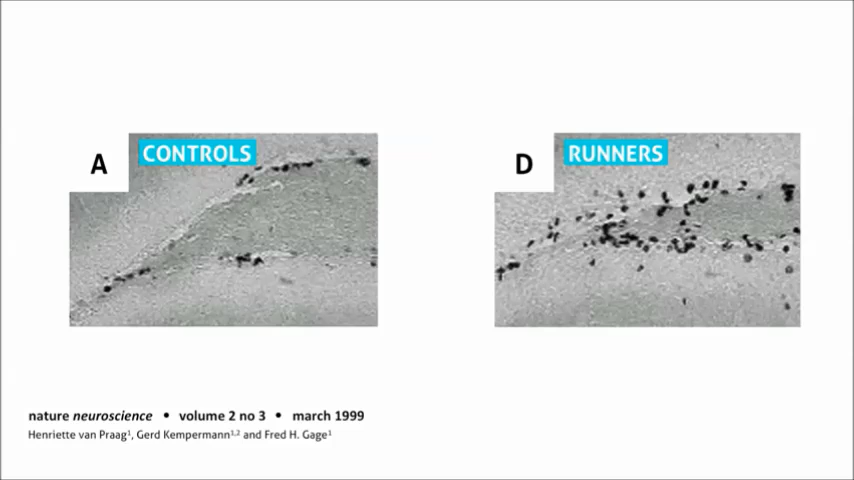 A CONTROLS
D RUNNERS
nature neuroscience • volume 2 no 3 • march 1999
Henriette van Praag¹, Gerd Kempermann¹,² and Fred H. Gage¹